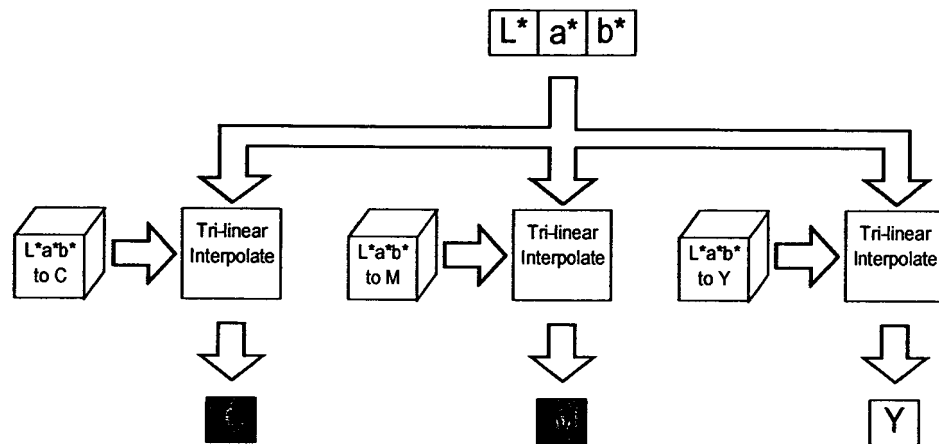 L* a* b*
L*a*b*
to C
Tri-linear
Interpolate
L*a*b*
to M
Tri-linear
Interpolate
L*a*b*
to Y
Tri-linear
Interpolate
C
Y